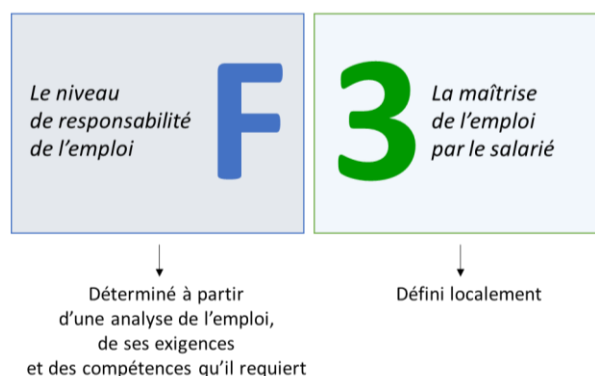 Le niveau
de responsabilité
de l'emploi
F
3
La maîtrise
de l'emploi
par le salarié
Déterminé à partir
d'une analyse de l'emploi,
de ses exigences
et des compétences qu'il requiert
Défini localement